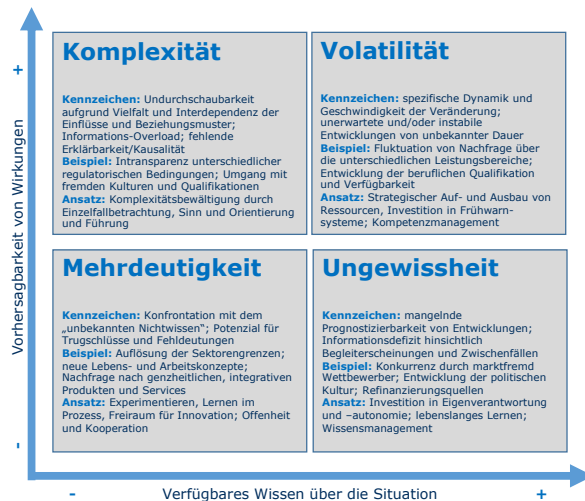 Komplexität
Kennzeichen: Undurchschaubarkeit
aufgrund Vielfalt und Interdependenz der
Einflüsse und Beziehungsmuster;
Informations-Overload; fehlende
Erklärbarkeit/Kausalität
Beispiel: Intransparenz unterschiedlicher
regulatorischen Bedingungen; Umgang mit
fremden Kulturen und Qualifikationen
Ansatz: Komplexitätsbewältigung durch
Einzelfallbetrachtung, Sinn und Orientierung
und Führung
Volatilität
Kennzeichen: spezifische Dynamik und
Geschwindigkeit der Veränderung;
unerwartete und/oder instabile
Entwicklungen von unbekannter Dauer
Beispiel: Fluktuation von Nachfrage über
die unterschiedlichen Leistungsbereiche;
Entwicklung der beruflichen Qualifikation
und Verfügbarkeit
Ansatz: Strategischer Auf- und Ausbau von
Ressourcen, Investition in Frühwarn-
systeme; Kompetenzmanagement
Mehrdeutigkeit
Kennzeichen: Konfrontation mit dem
„unbekannten Nichtwissen“; Potenzial für
Trugschlüsse und Fehldeutungen
Beispiel: Auflösung der Sektorengrenzen;
neue Lebens- und Arbeitskonzepte;
Nachfrage nach ganzheitlichen, integrativen
Produkten und Services
Ansatz: Experimentieren, Lernen im
Prozess, Freiraum für Innovation; Offenheit
und Kooperation
Ungewissheit
Kennzeichen: mangelnde
Prognostizierbarkeit von Entwicklungen;
Informationsdefizit hinsichtlich
Begleiterscheinungen und Zwischenfällen
Beispiel: Konkurrenz durch marktfremd
Wettbewerber; Entwicklung der politischen
Kultur; Refinanzierungsquellen
Ansatz: Investition in Eigenverantwortung
und –autonomie; lebenslanges Lernen;
Wissensmanagement
+
Vorhersagbarkeit von Wirkungen
-
-
Verfügbares Wissen über die Situation
+